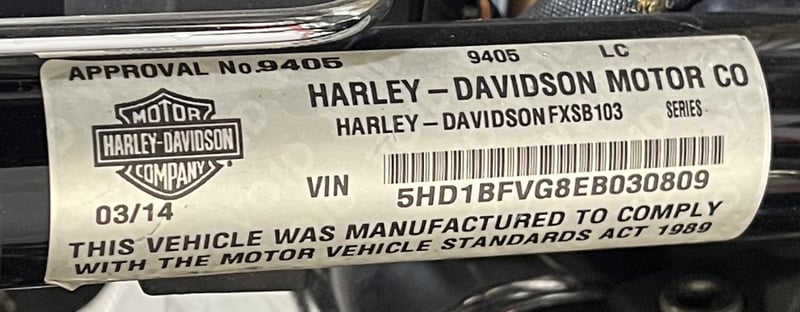 APPROVAL No.9405 9405 LC
HARLEY–DAVIDSON MOTOR CO
HARLEY–DAVIDSON FXSB103 SERIES
MOTOR
HARLEY-DAVIDSON
COMPANY
VIN 5HD1BFVG8EB030809
03/14
THIS VEHICLE WAS MANUFACTURED TO COMPLY
WITH THE MOTOR VEHICLE STANDARDS ACT 1989